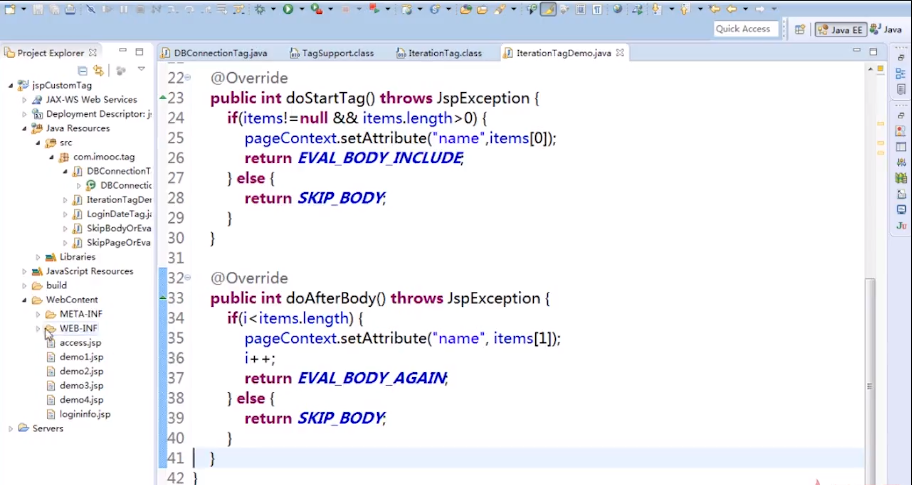 Quick Access
Java EE
Java
Project Explorer
DBConnectionTag.java
TagSupport.class
IterationTag.class
IterationTagDemo.java
jspCustomTag
JAX-WS Web Services
Deployment Descriptor: js
Java Resources
src
com.imooc.tag
DBConnectionT
DBConnectic
IterationTagDer
LoginDateTag.ja
SkipBodyOrEva
SkipPageOrEva
Libraries
JavaScript Resources
build
WebContent
META-INF
WEB-INF
access.jsp
demo1.jsp
demo2.jsp
demo3.jsp
demo4.jsp
logininfo.jsp
Servers
22 @Override
23 public int doStartTag() throws JspException {
24 if(items!=null && items.length>0) {
25 pageContext.setAttribute("name",items[0]);
26 return EVAL_BODY_INCLUDE;
27 } else {
28 return SKIP_BODY;
29 }
30 }
31
32 @Override
33 public int doAfterBody() throws JspException {
34 if(i<items.length) {
35 pageContext.setAttribute("name", items[1]);
36 i++;
37 return EVAL_BODY_AGAIN;
38 } else {
39 return SKIP_BODY;
40 }
41 }
42 }